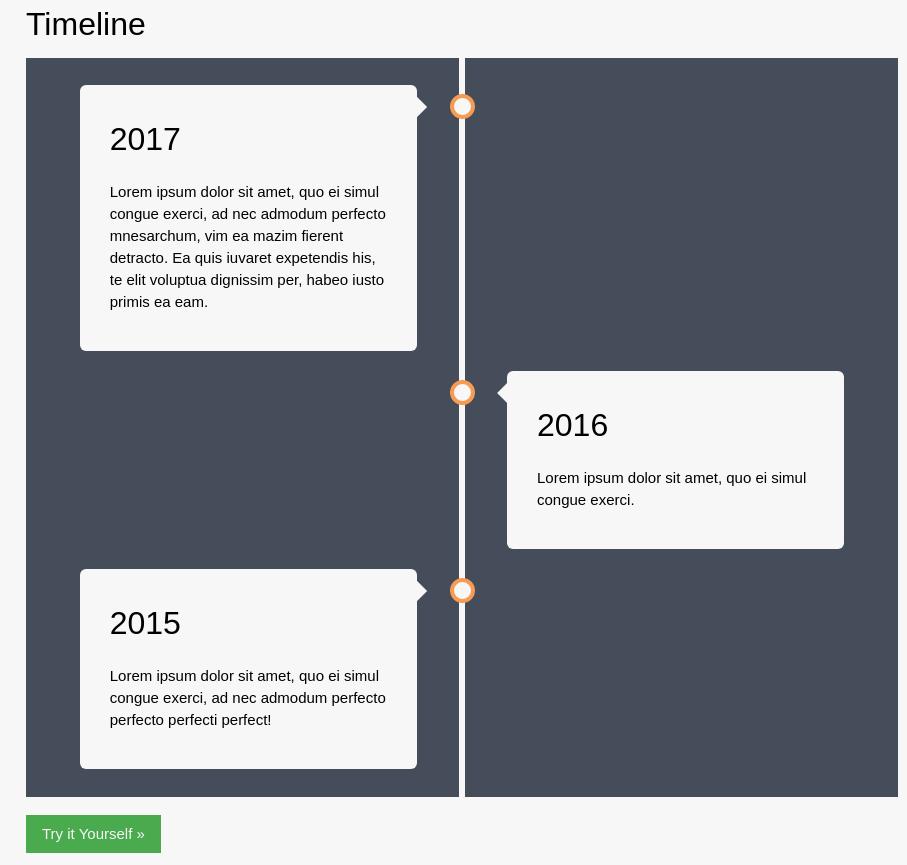 Timeline
2017
Lorem ipsum dolor sit amet, quo ei simul
congue exerci, ad nec admodum perfecto
mnesarchum, vim ea mazim fierent
detracto. Ea quis iuvaret expetendis his,
te elit voluptua dignissim per, habeo iusto
primis ea eam.
2016
Lorem ipsum dolor sit amet, quo ei simul
congue exerci.
2015
Lorem ipsum dolor sit amet, quo ei simul
congue exerci, ad nec admodum perfecto
perfecto perfecti perfect!
Try it Yourself »